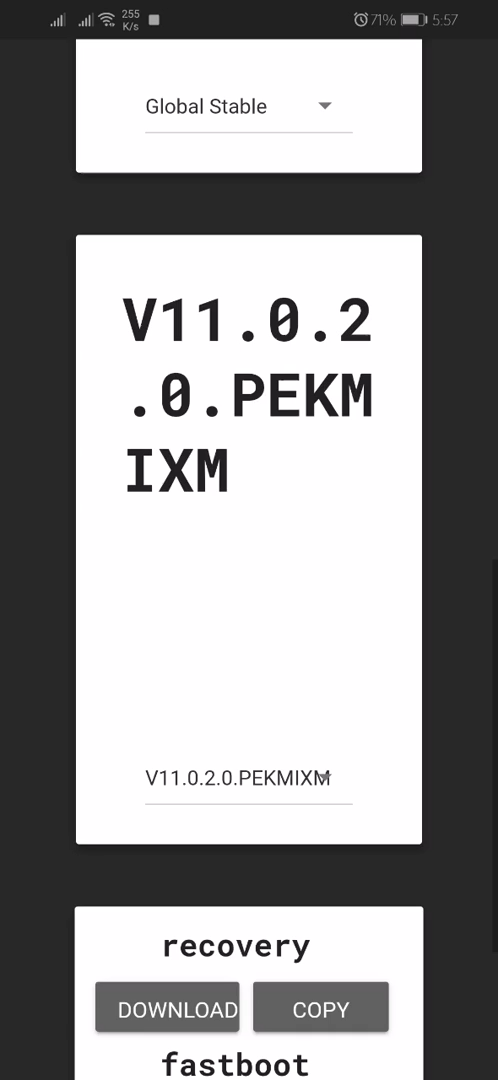 255
K/s
71%
5:57
Global Stable
V11.0.2
.0.PEKM
IXM
V11.0.2.0.PEKMIXM
recovery
DOWNLOAD
COPY
fastboot